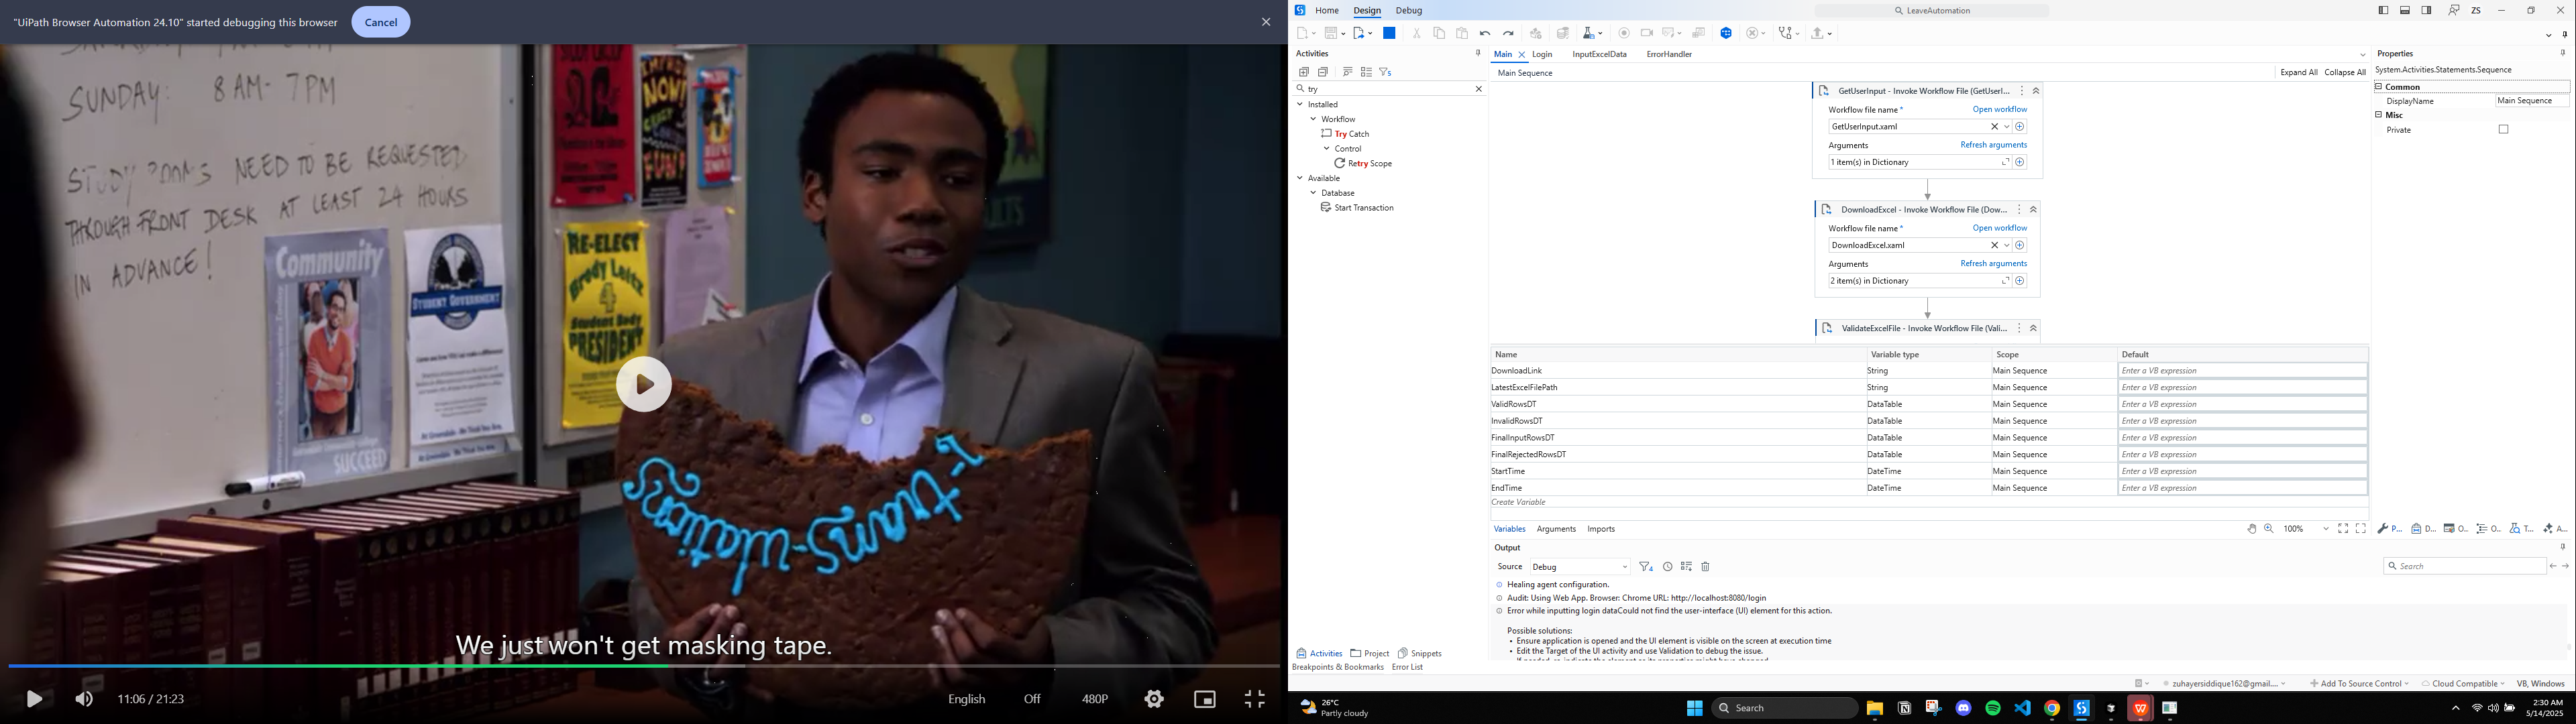 "UiPath Browser Automation 24.10" started debugging this browser
Cancel
SUNDAY: 8 AM - 7 PM
STUDY ROOMS NEED TO BE REQUESTED
THROUGH FRONT DESK AT LEAST 24 HOURS
IN ADVANCE!
Community
SUCCEED
STUDENT GOVERNMENT
NOW!
FUN!
RE-ELECT
4
Student Body
PRESIDENT
We just won't get masking tape.
11:06 / 21:23
English
Off
480P
Home
Design
Debug
LeaveAutomation
ZS
Activities
try
Installed
Workflow
Try Catch
Control
Retry Scope
Available
Database
Start Transaction
Activities
Project
Snippets
Breakpoints & Bookmarks
Error List
Main
Login
InputExcelData
ErrorHandler
Main Sequence
Expand All
Collapse All
GetUserInput - Invoke Workflow File (GetUserI...
Workflow file name *
Open workflow
GetUserInput.xaml
Arguments
Refresh arguments
1 item(s) in Dictionary
DownloadExcel - Invoke Workflow File (Dow...
Workflow file name *
Open workflow
DownloadExcel.xaml
Arguments
Refresh arguments
2 item(s) in Dictionary
ValidateExcelFile - Invoke Workflow File (Vali...
Name Variable type Scope Default
DownloadLink String Main Sequence Enter a VB expression
LatestExcelFilePath String Main Sequence Enter a VB expression
ValidRowsDT DataTable Main Sequence Enter a VB expression
InvalidRowsDT DataTable Main Sequence Enter a VB expression
FinalInputRowsDT DataTable Main Sequence Enter a VB expression
FinalRejectedRowsDT DataTable Main Sequence Enter a VB expression
StartTime DateTime Main Sequence Enter a VB expression
EndTime DateTime Main Sequence Enter a VB expression
Create Variable
Variables
Arguments
Imports
100%
Output
Source
Debug
Search
Healing agent configuration.
Audit: Using Web App. Browser: Chrome URL: http://localhost:8080/login
Error while inputting login dataCould not find the user-interface (UI) element for this action.
Possible solutions:
• Ensure application is opened and the UI element is visible on the screen at execution time
• Edit the Target of the UI activity and use Validation to debug the issue.
Properties
System.Activities.Statements.Sequence
Common
DisplayName
Main Sequence
Misc
Private
P...
D...
O..
O..
T...
A...
zuhayersiddique162@gmail....
Add To Source Control
Cloud Compatible
VB, Windows
26°C
Partly cloudy
Search
2:30 AM
5/14/2025